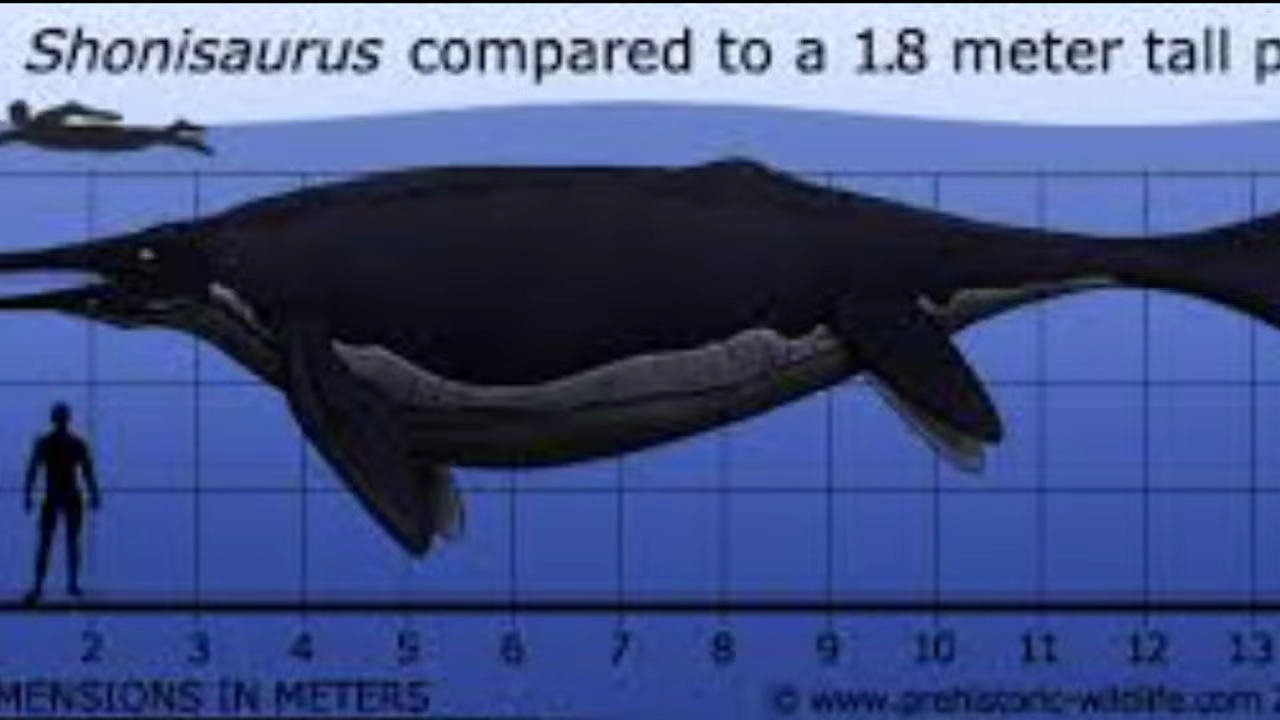 Shonisaurus compared to a 1.8 meter tall p
2 3 4 5 6 7 8 9 10 11 12 13
MENSIONS IN METERS
© www.prehistoric-wildlife.com 2